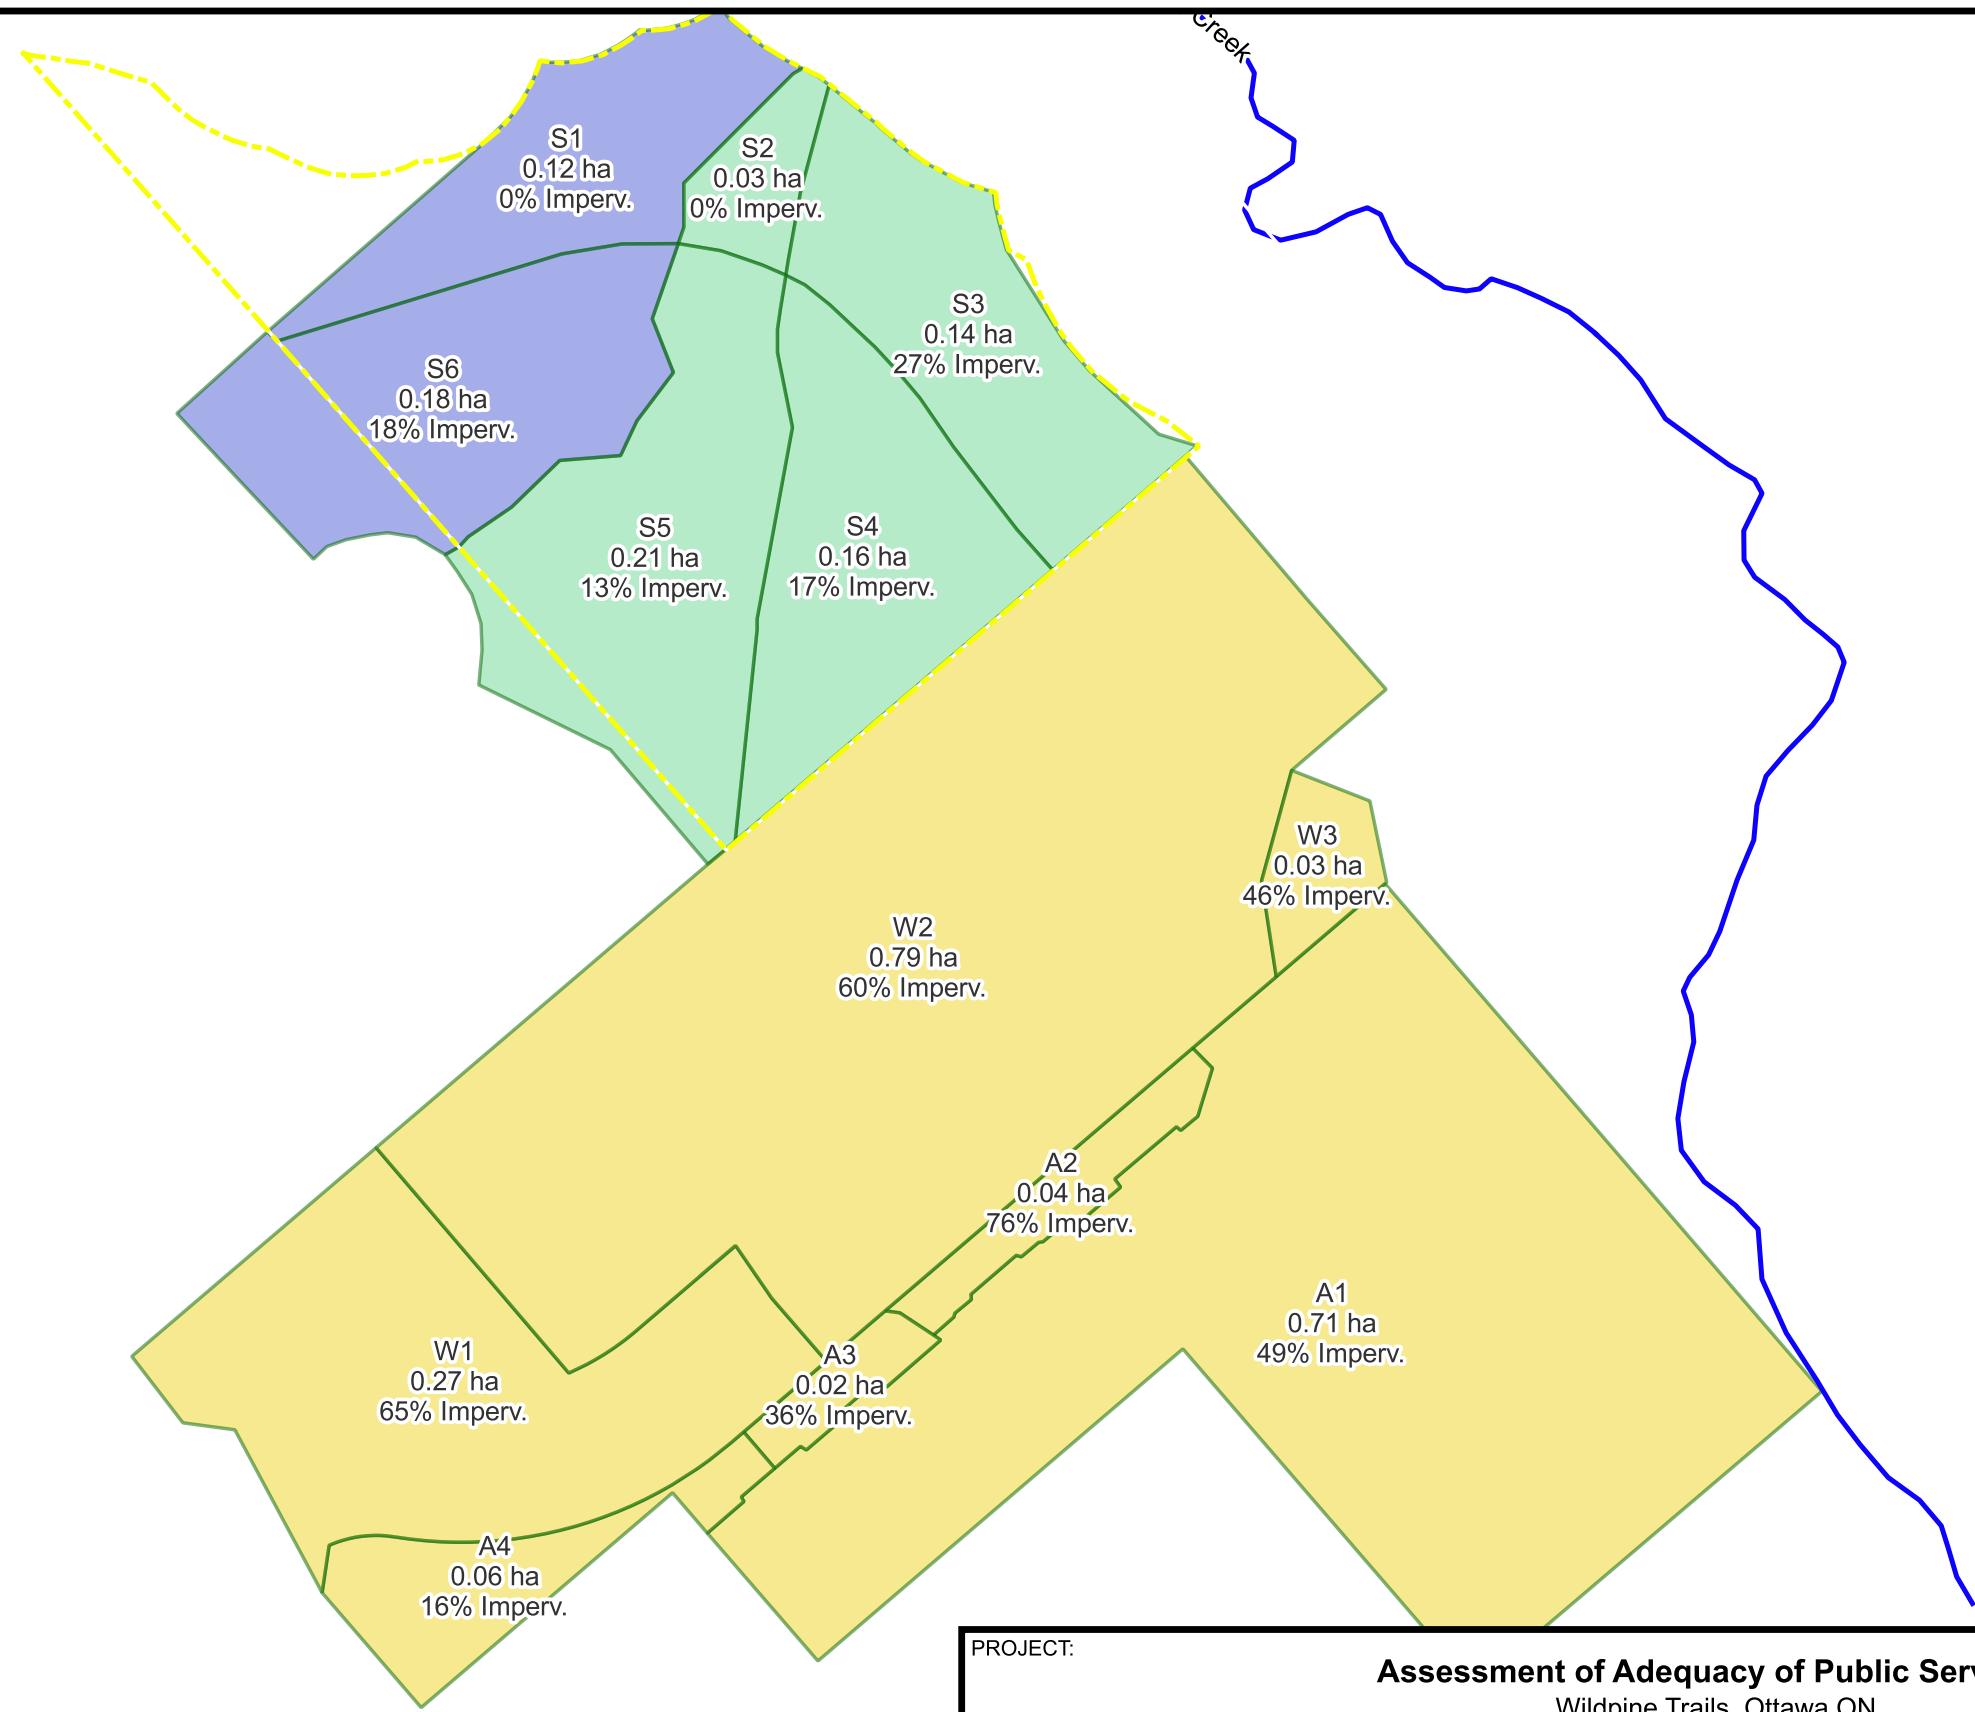 Creek
S1
0.12 ha
0% Imperv.
S2
0.03 ha
0% Imperv.
S3
0.14 ha
27% Imperv.
S6
0.18 ha
18% Imperv.
S5
0.21 ha
13% Imperv.
S4
0.16 ha
17% Imperv.
W3
0.03 ha
46% Imperv.
W2
0.79 ha
60% Imperv.
A2
0.04 ha
76% Imperv.
A1
0.71 ha
49% Imperv.
W1
0.27 ha
65% Imperv.
A3
0.02 ha
36% Imperv.
A4
0.06 ha
16% Imperv.
PROJECT:
Assessment of Adequacy of Public
Wildpine Trails, Ottawa ON